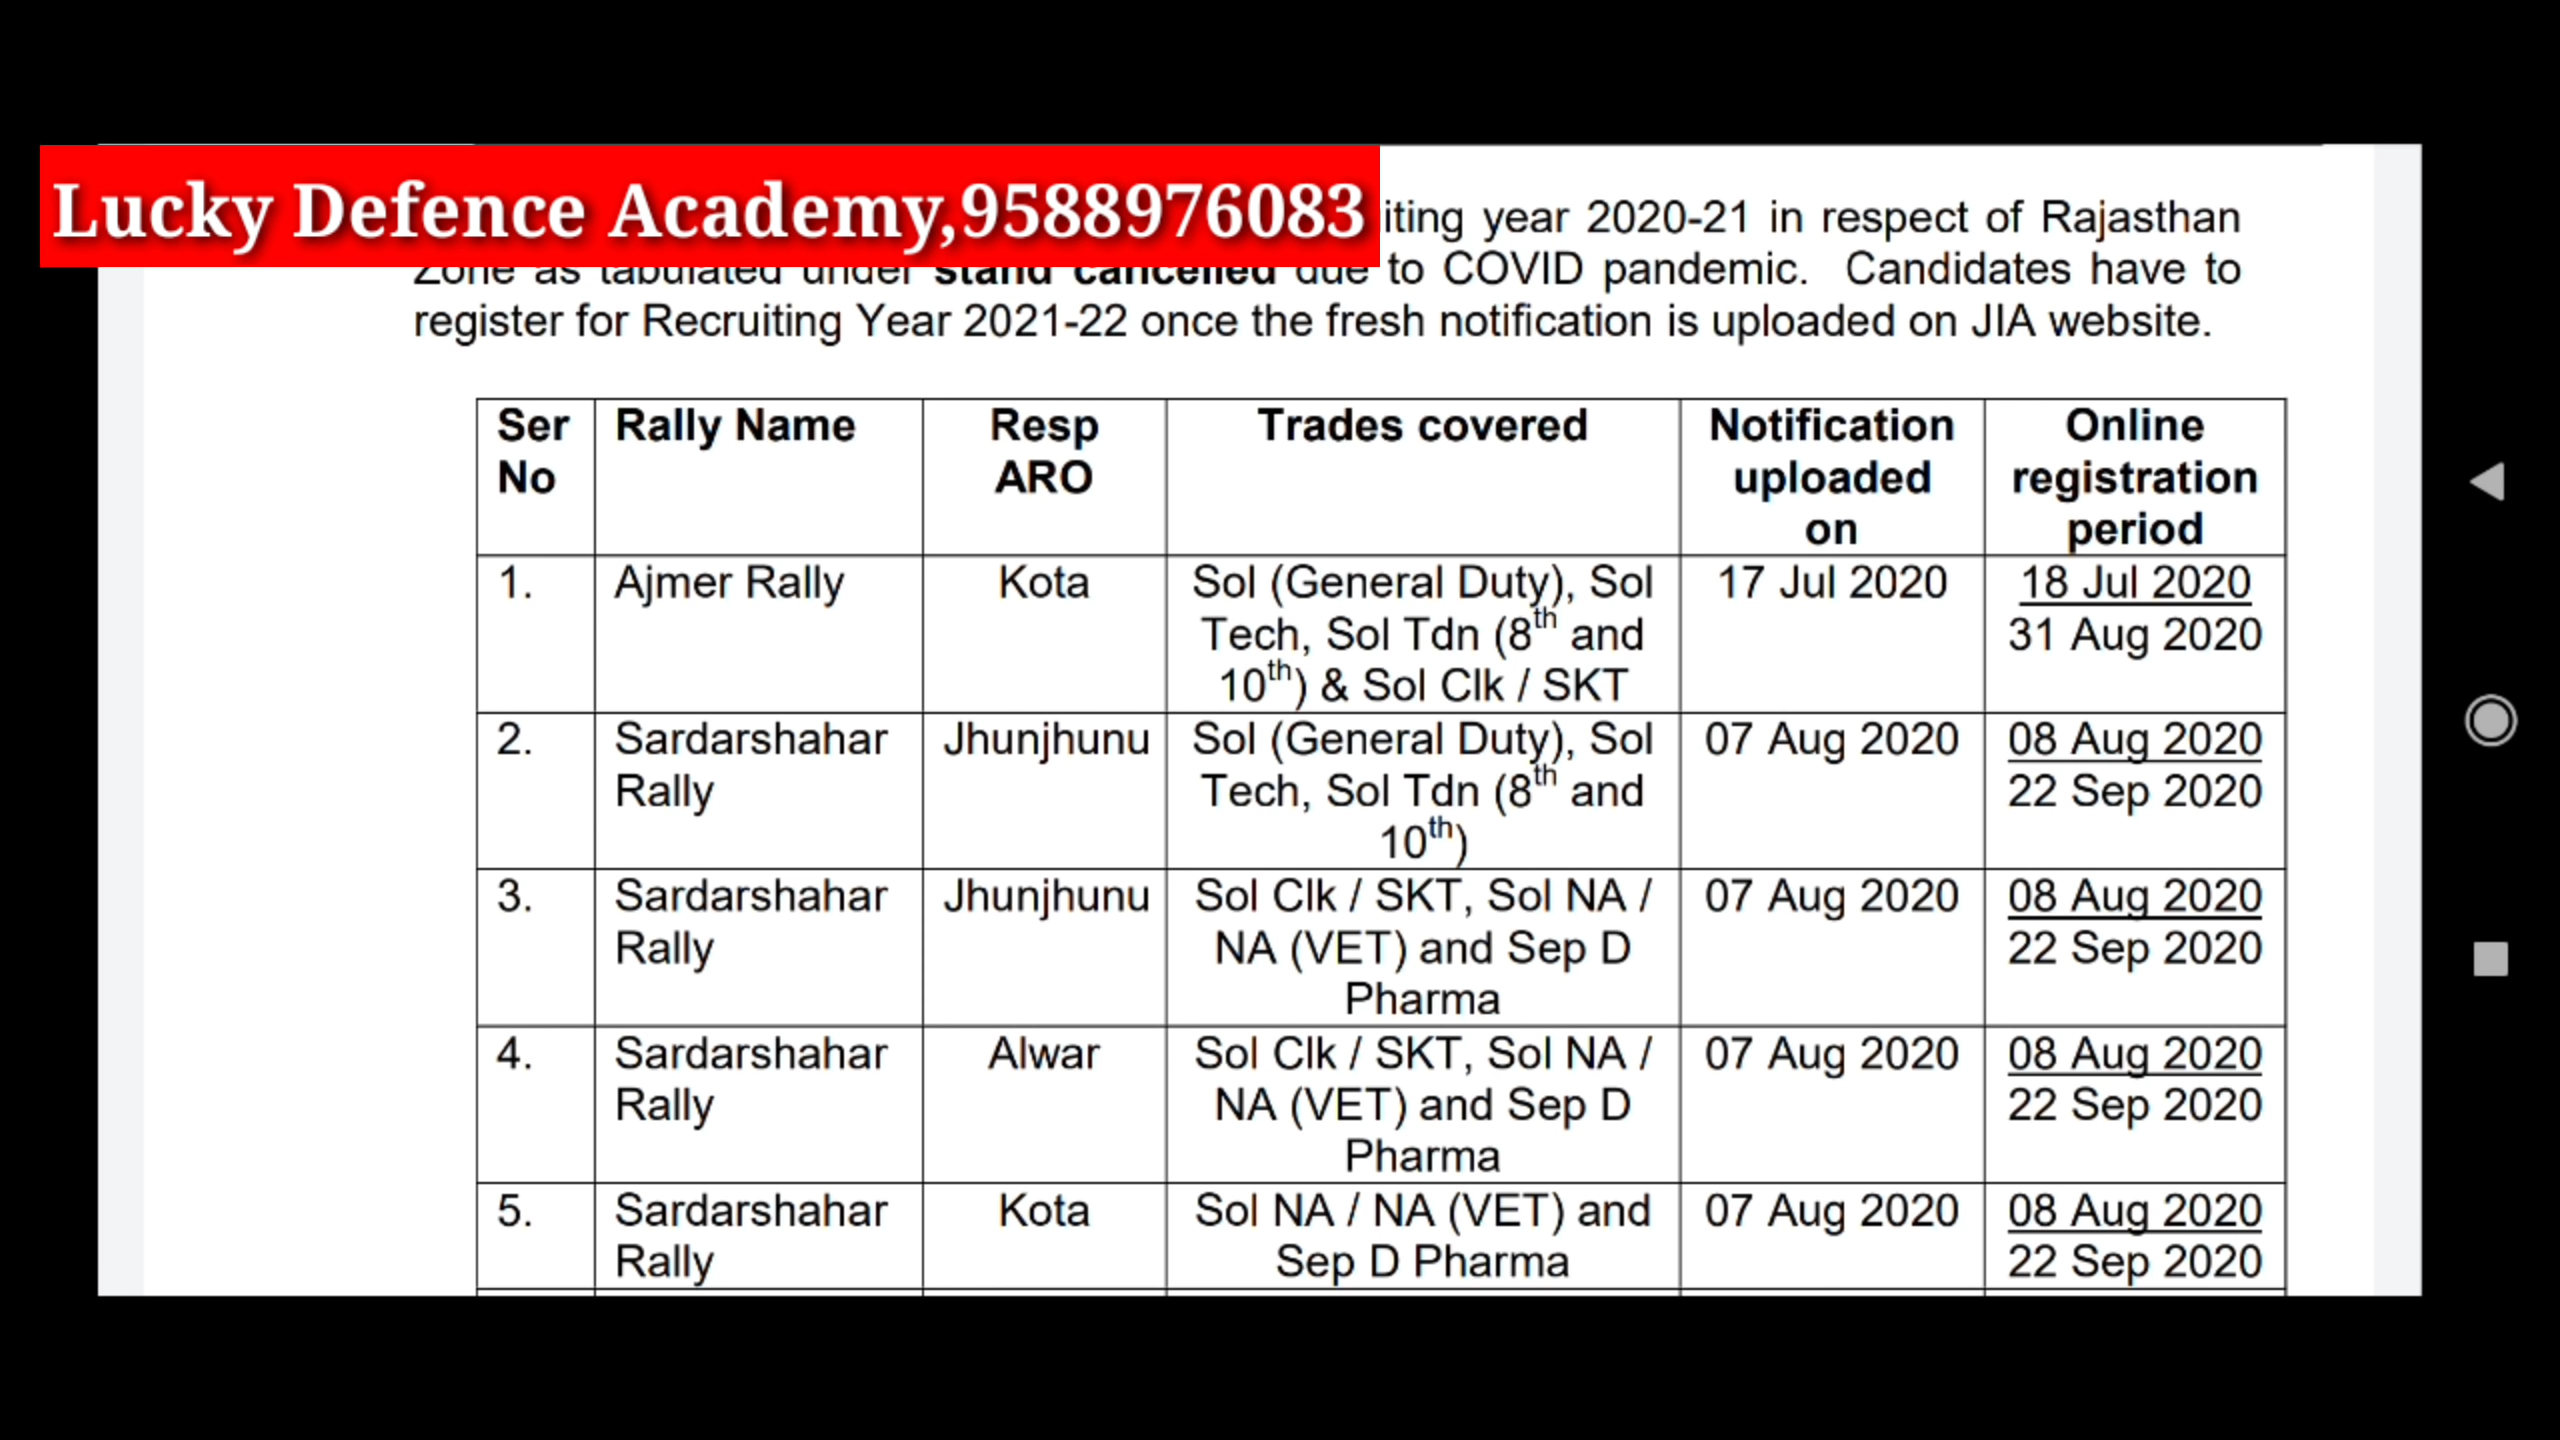 Lucky Defence Academy,9588976083
iting year 2020-21 in respect of Rajasthan
Zone as tabulated under stand cancelled due to COVID pandemic. Candidates have to
register for Recruiting Year 2021-22 once the fresh notification is uploaded on JIA website.
Ser No | Rally Name | Resp ARO | Trades covered | Notification uploaded on | Online registration period
1. | Ajmer Rally | Kota | Sol (General Duty), Sol Tech, Sol Tdn (8th and 10th) & Sol Clk / SKT | 17 Jul 2020 | 18 Jul 2020 31 Aug 2020
2. | Sardarshahar Rally | Jhunjhunu | Sol (General Duty), Sol Tech, Sol Tdn (8th and 10th) | 07 Aug 2020 | 08 Aug 2020 22 Sep 2020
3. | Sardarshahar Rally | Jhunjhunu | Sol Clk / SKT, Sol NA / NA (VET) and Sep D Pharma | 07 Aug 2020 | 08 Aug 2020 22 Sep 2020
4. | Sardarshahar Rally | Alwar | Sol Clk / SKT, Sol NA / NA (VET) and Sep D Pharma | 07 Aug 2020 | 08 Aug 2020 22 Sep 2020
5. | Sardarshahar Rally | Kota | Sol NA / NA (VET) and Sep D Pharma | 07 Aug 2020 | 08 Aug 2020 22 Sep 2020